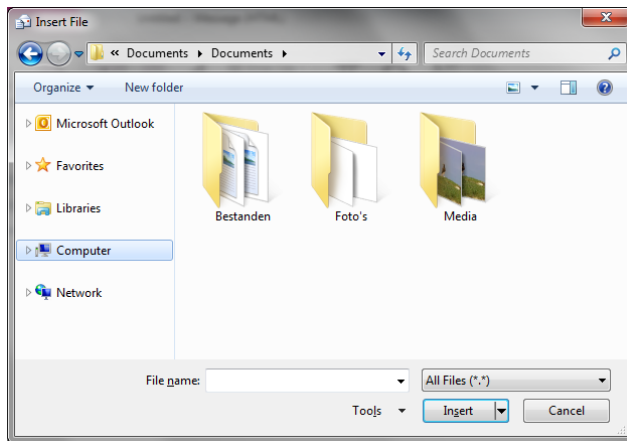 Insert File
« Documents Documents Search Documents
Organize New folder
Microsoft Outlook
Favorites
Libraries
Computer
Network
Bestanden Foto's Media
File name: All Files (*.*)
Tools Insert Cancel